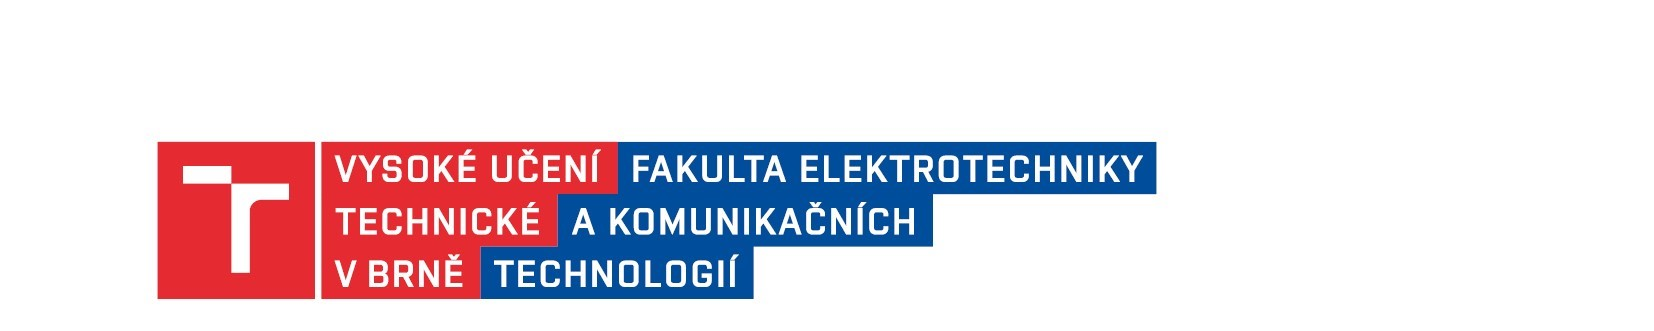 VYSOKÉ UČENÍ FAKULTA ELEKTROTECHNIKY
TECHNICKÉ A KOMUNIKAČNÍCH
V BRNĚ TECHNOLOGIÍ